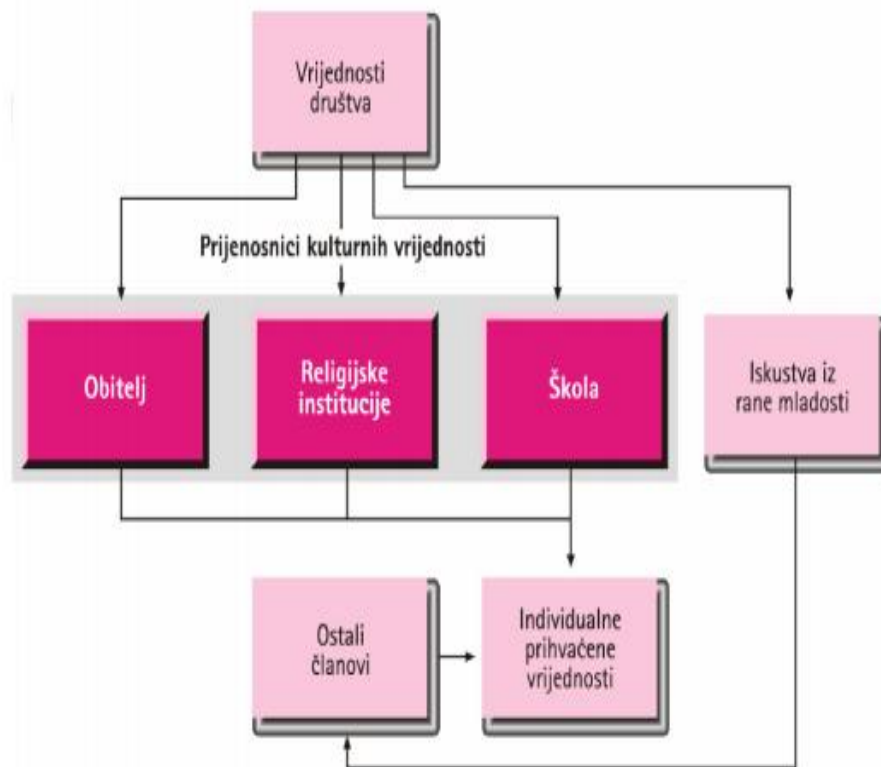 Vrijednosti
društva
Prijenosnici kulturnih vrijednosti
Obitelj
Religijske
institucije
Škola
Iskustva iz
rane mladosti
Ostali
članovi
Individualne
prihvaćene
vrijednosti